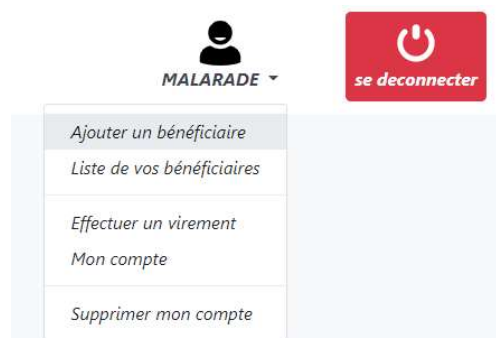 MALARADE
se deconnecter
Ajouter un bénéficiaire
Liste de vos bénéficiaires
Effectuer un virement
Mon compte
Supprimer mon compte